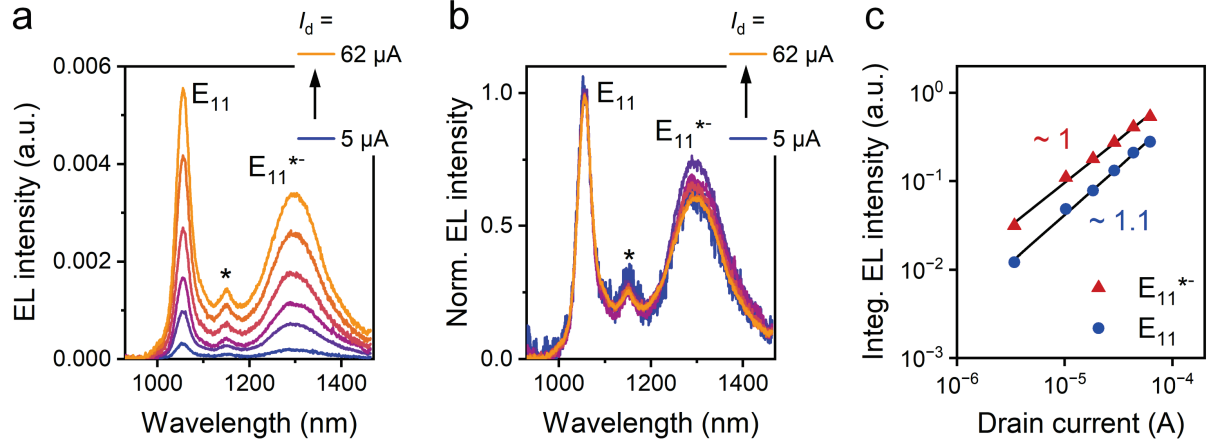 a
I_d =
62 µA
5 µA
E_11
E_11^*-
*
EL intensity (a.u.)
0.006
0.004
0.002
0.000
1000 1200 1400
Wavelength (nm)
b
I_d =
62 µA
5 µA
E_11
E_11^*-
*
Norm. EL intensity
1.0
0.5
0.0
1000 1200 1400
Wavelength (nm)
c
Integ. EL intensity (a.u.)
10^0
10^-1
10^-2
10^-3
~ 1
~ 1.1
E_11^*-
E_11
10^-6 10^-5 10^-4
Drain current (A)